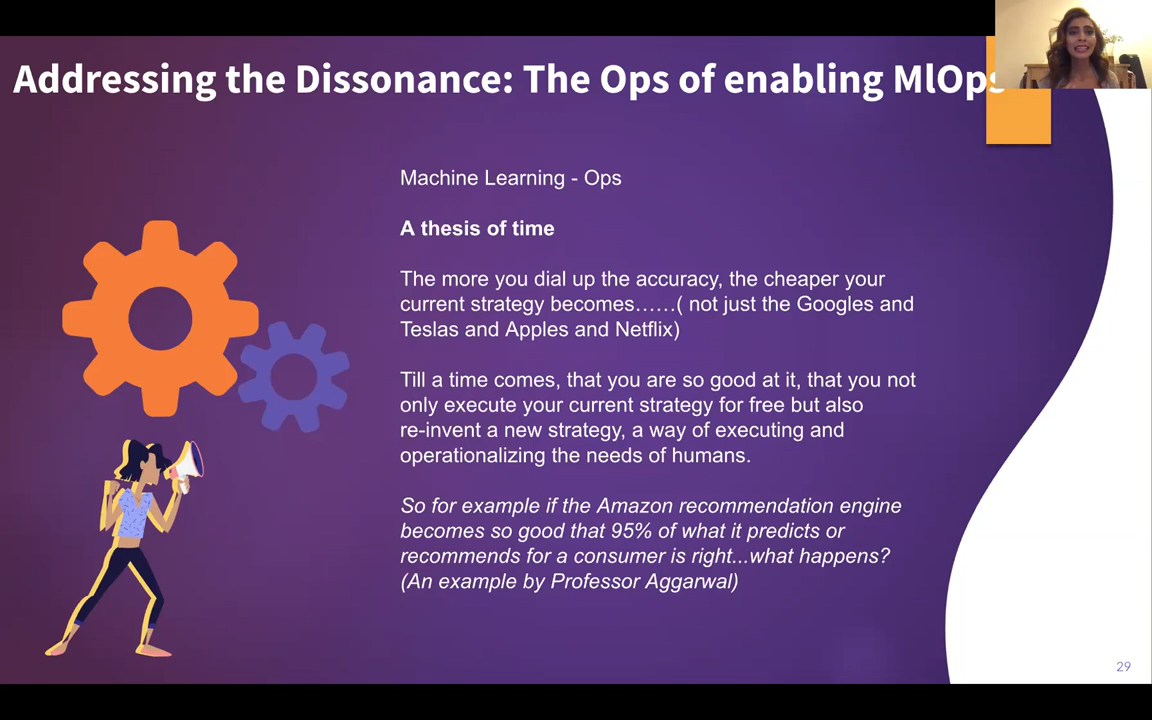 Addressing the Dissonance: The Ops of enabling MlOps
Machine Learning - Ops
A thesis of time
The more you dial up the accuracy, the cheaper your
current strategy becomes......( not just the Googles and
Teslas and Apples and Netflix)
Till a time comes, that you are so good at it, that you not
only execute your current strategy for free but also
re-invent a new strategy, a way of executing and
operationalizing the needs of humans.
So for example if the Amazon recommendation engine
becomes so good that 95% of what it predicts or
recommends for a consumer is right...what happens?
(An example by Professor Aggarwal)
29